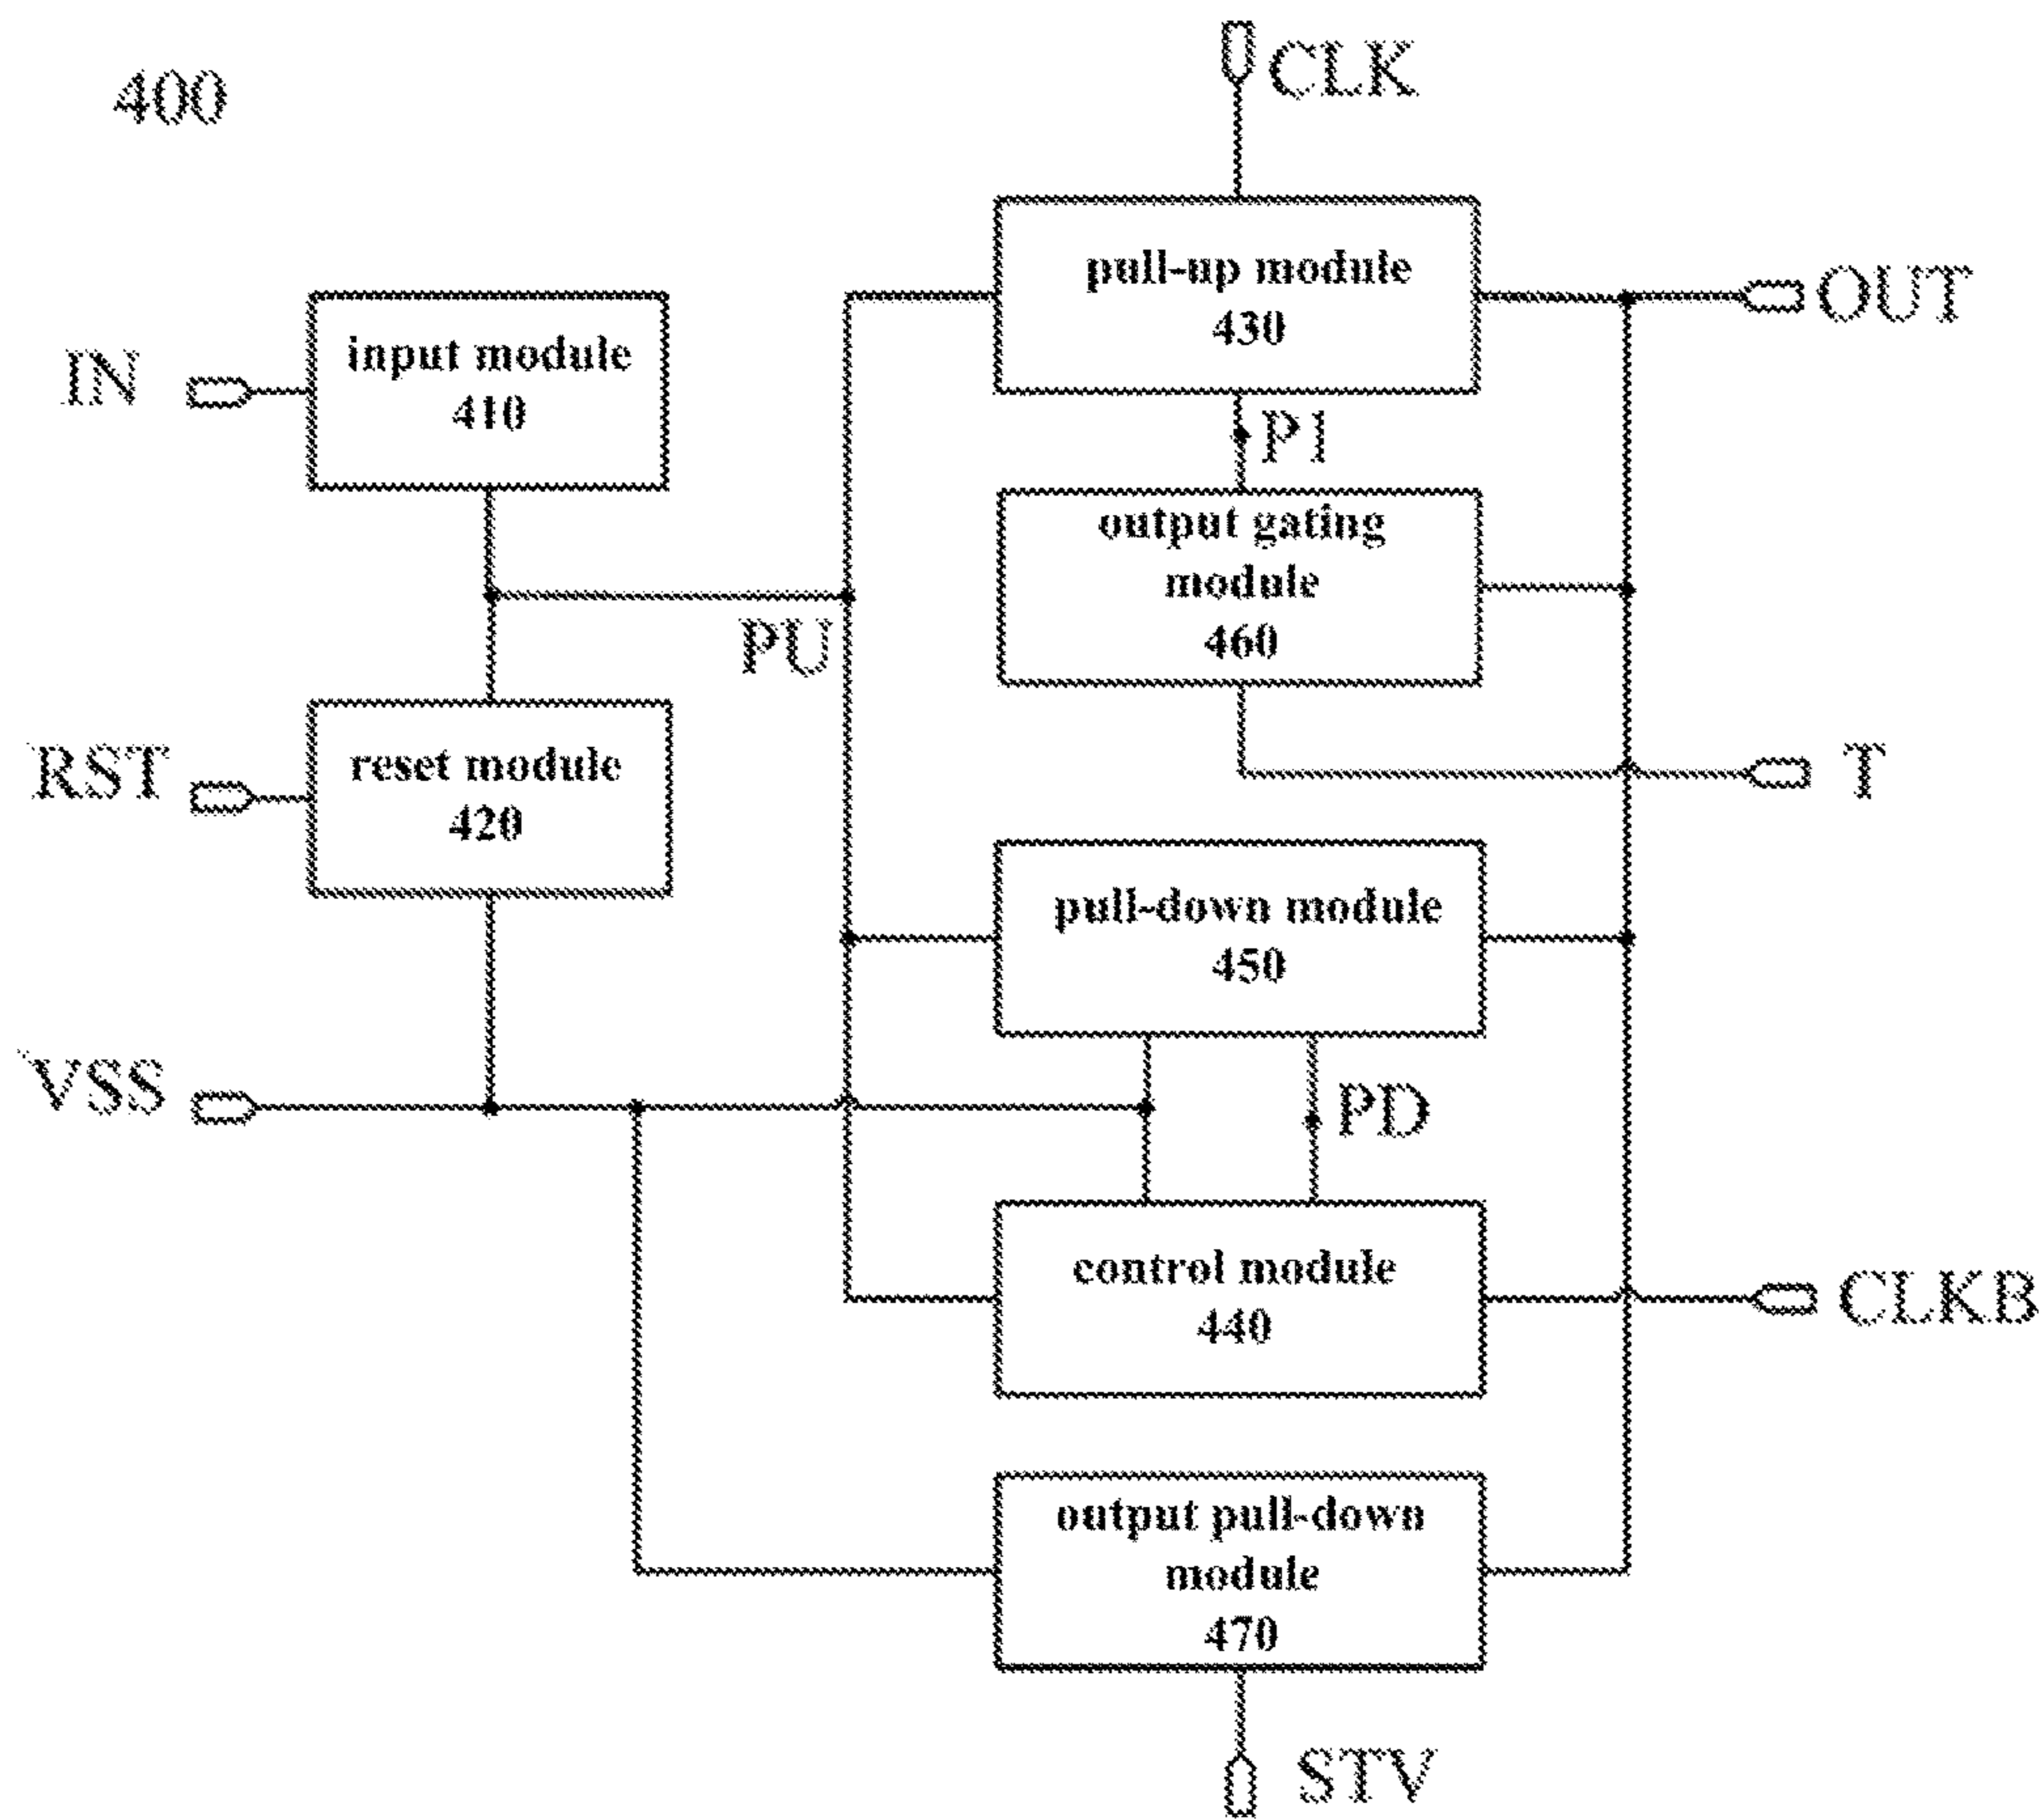 400
CLK
pull-up module
430
OUT
input module
410
IN
P1
output gating
module
460
PU
RST
reset module
420
T
pull-down module
450
VSS
PD
control module
440
CLKB
output pull-down
module
470
STV